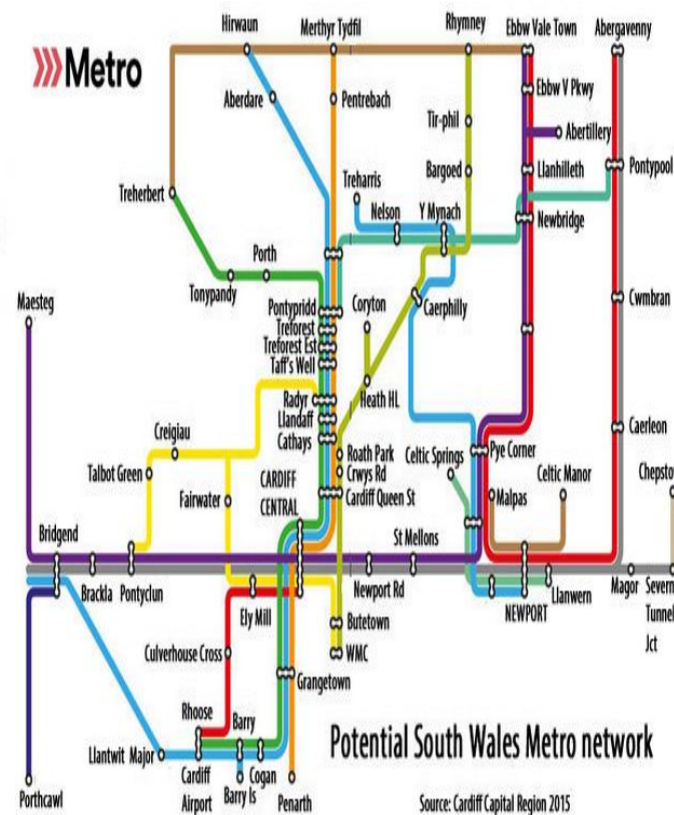 Metro
Hirwaun
Merthyr Tydfil
Rhymney
Ebbw Vale Town
Abergavenny
Aberdare
Pentrebach
Ebbw V Pkwy
Tir-phil
Abertillery
Treherbert
Treharris
Bargoed
Llanhilleth
Pontypool
Nelson
Y Mynach
Newbridge
Porth
Tonypandy
Maesteg
Pontypridd
Coryton
Caerphilly
Cwmbran
Treforest
Treforest Est
Taff's Well
Radyr
Heath HL
Llandaff
Cathays
Creigiau
Talbot Green
Roath Park
Crwys Rd
Cardiff Queen St
Pye Corner
Caerleon
Celtic Springs
Malpas
Celtic Manor
Chepstow
Fairwater
CARDIFF
CENTRAL
Bridgend
St Mellons
Brackla
Pontyclun
Ely Mill
Newport Rd
NEWPORT
Llanwern
Magor
Severn
Tunnel
Jct
Butetown
WMC
Culverhouse Cross
Grangetown
Rhoose
Barry
Llantwit Major
Cardiff
Airport
Cogan
Barry Is
Penarth
Porthcawl
Potential South Wales Metro network
Source: Cardiff Capital Region 2015